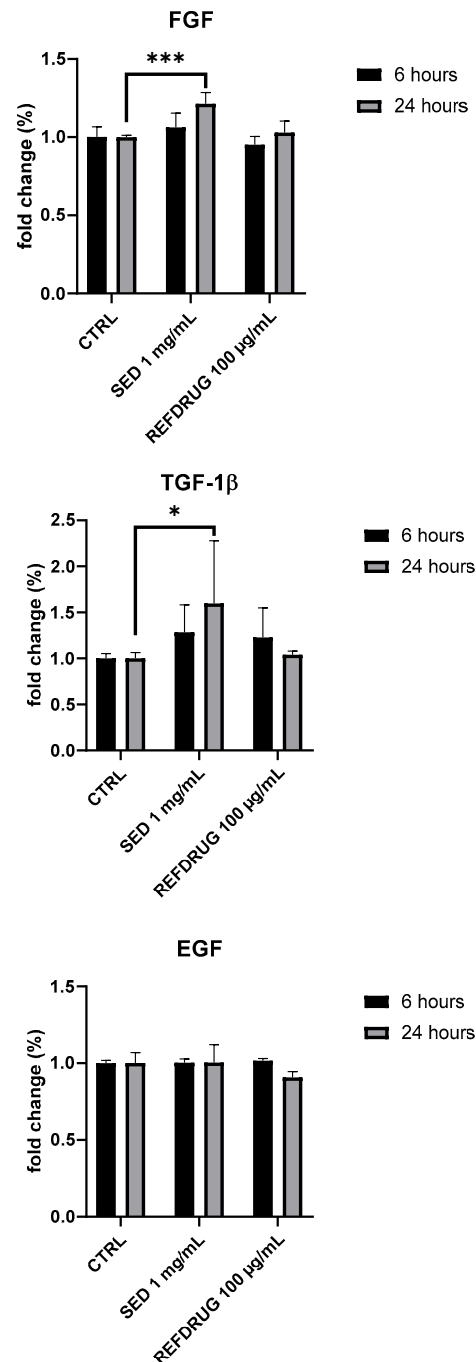 FGF
***
6 hours
24 hours
fold change (%)
1.5
1.0
0.5
0.0
CTRL
SED 1 mg/mL
REFDRUG 100 µg/mL
TGF-1β
*
6 hours
24 hours
fold change (%)
2.5
2.0
1.5
1.0
0.5
0.0
CTRL
SED 1 mg/mL
REFDRUG 100 µg/mL
EGF
6 hours
24 hours
fold change (%)
1.5
1.0
0.5
0.0
CTRL
SED 1 mg/mL
REFDRUG 100 µg/mL